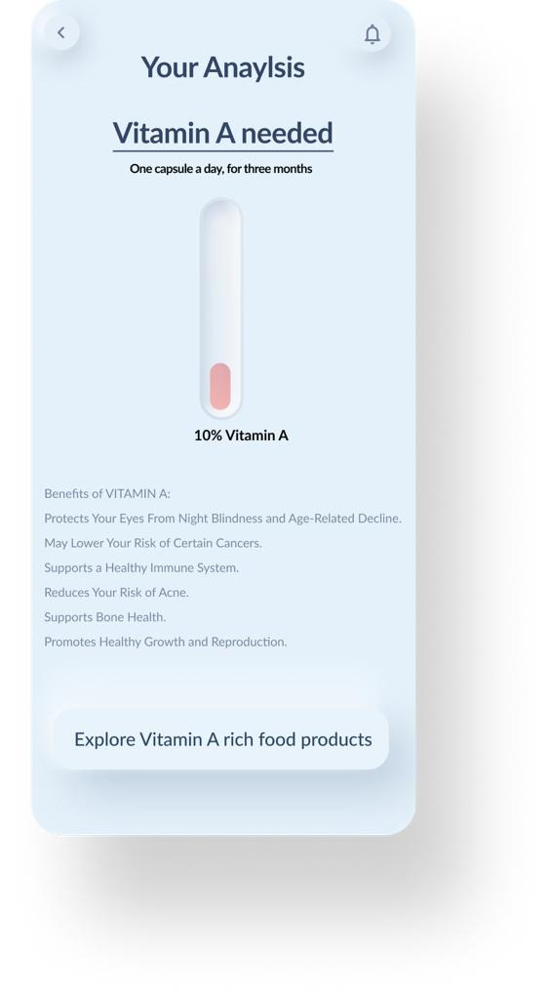 Your Anaylsis
Vitamin A needed
One capsule a day, for three months
10% Vitamin A
Benefits of VITAMIN A:
Protects Your Eyes From Night Blindness and Age-Related Decline.
May Lower Your Risk of Certain Cancers.
Supports a Healthy Immune System.
Reduces Your Risk of Acne.
Supports Bone Health.
Promotes Healthy Growth and Reproduction.
Explore Vitamin A rich food products